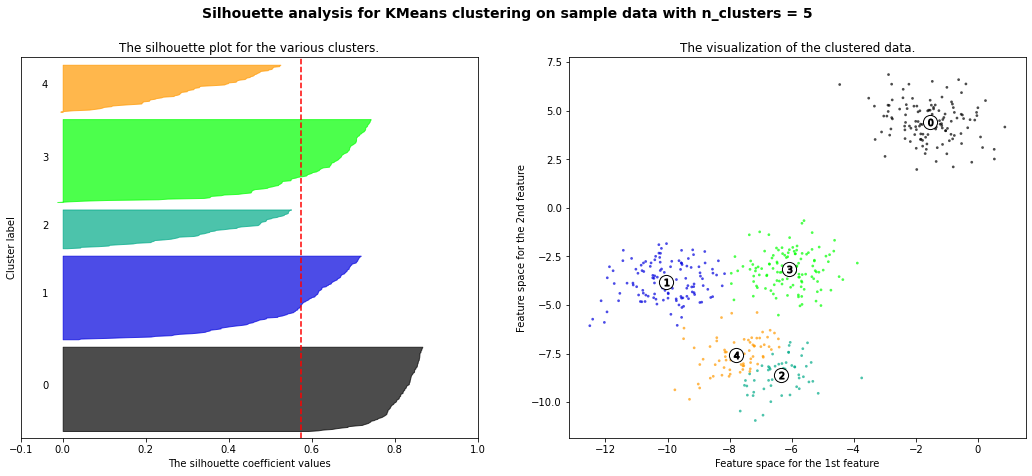 Silhouette analysis for KMeans clustering on sample data with n_clusters = 5
The silhouette plot for the various clusters.
4
3
2
1
0
Cluster label
−0.1 0.0 0.2 0.4 0.6 0.8 1.0
The silhouette coefficient values
The visualization of the clustered data.
7.5
5.0
2.5
0.0
−2.5
−5.0
−7.5
−10.0
Feature space for the 2nd feature
0
1
3
4
2
−12 −10 −8 −6 −4 −2 0
Feature space for the 1st feature